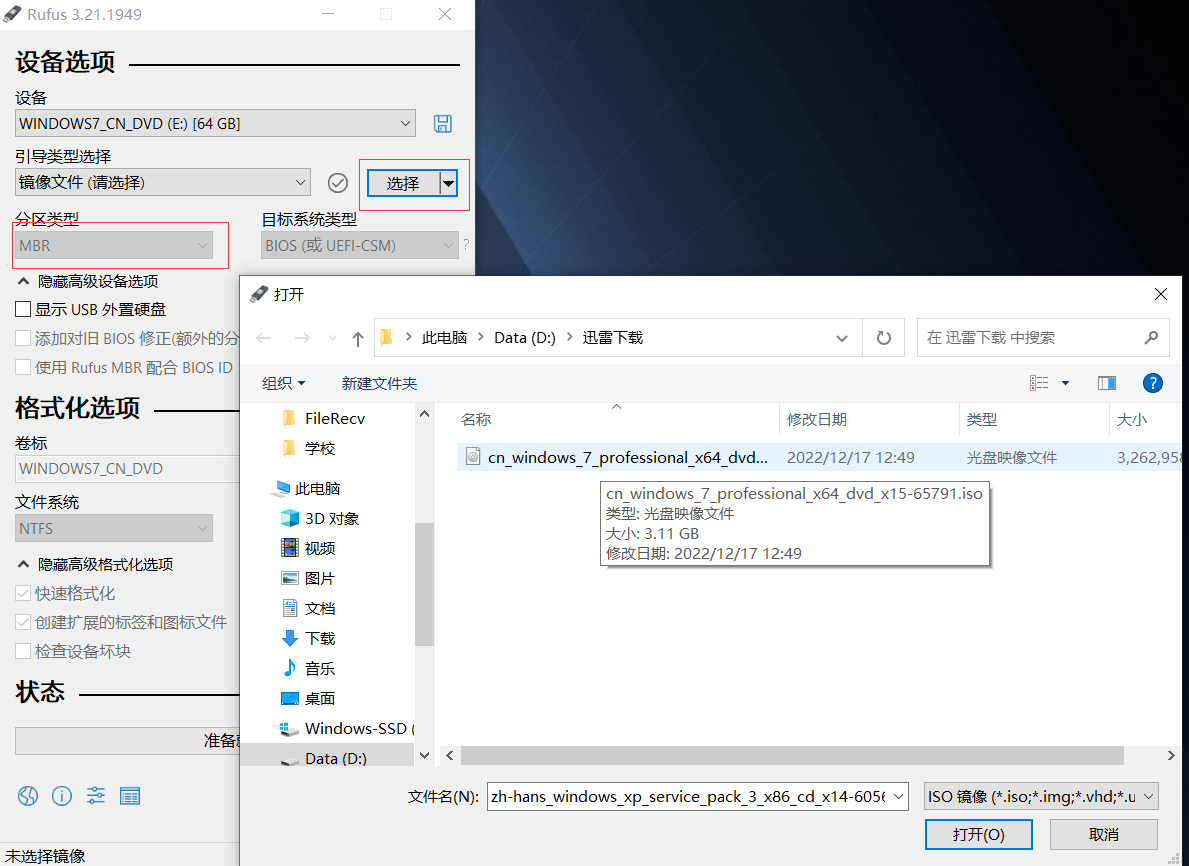 Rufus 3.21.1949
设备选项
设备
WINDOWS7_CN_DVD (E:) [64 GB]
引导类型选择
镜像文件 (请选择)
选择
分区类型
目标系统类型
MBR
BIOS (或 UEFI-CSM)
?
隐藏高级设备选项
显示 USB 外置硬盘
添加对旧 BIOS 修正(额外的分
使用 Rufus MBR 配合 BIOS ID
格式化选项
卷标
WINDOWS7_CN_DVD
文件系统
NTFS
隐藏高级格式化选项
快速格式化
创建扩展的标签和图标文件
检查设备坏块
状态
准备
未选择镜像
打开
此电脑 > Data (D:) > 迅雷下载
在 迅雷下载 中搜索
组织
新建文件夹
?
FileRecv
学校
此电脑
3D 对象
视频
图片
文档
下载
音乐
桌面
Windows-SSD (
Data (D:)
名称
修改日期
类型
大小
cn_windows_7_professional_x64_dvd...
2022/12/17 12:49
光盘映像文件
3,262,958
cn_windows_7_professional_x64_dvd_x15-65791.iso
类型: 光盘映像文件
大小: 3.11 GB
修改日期: 2022/12/17 12:49
文件名(N):
zh-hans_windows_xp_service_pack_3_x86_cd_x14-6056
ISO 镜像 (*.iso;*.img;*.vhd;*.u
打开(O)
取消